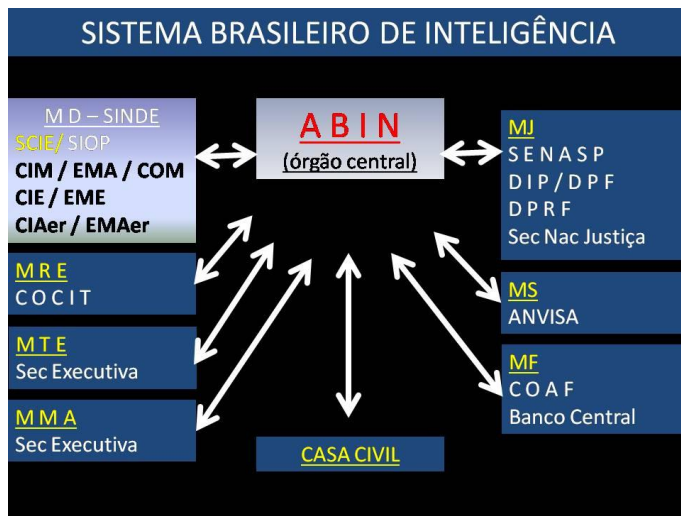 SISTEMA BRASILEIRO DE INTELIGÊNCIA
M D – SINDE
SCIE/ SIOP
CIM / EMA / COM
CIE / EME
CIAer / EMAer
A B I N
(órgão central)
MJ
S E N A S P
D I P / D P F
D P R F
Sec Nac Justiça
M R E
C O C I T
M T E
Sec Executiva
M M A
Sec Executiva
MS
ANVISA
MF
C O A F
Banco Central
CASA CIVIL